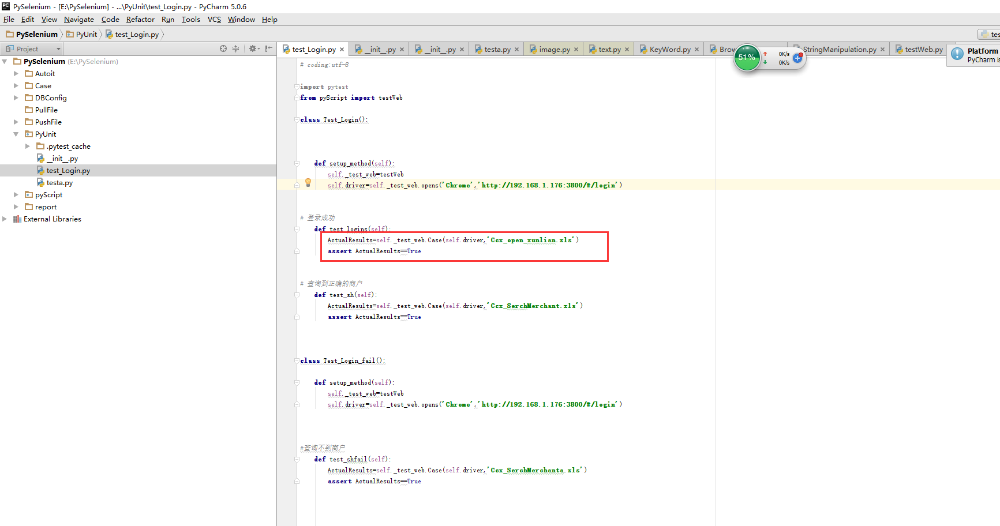 PySelenium - [E:\PySelenium] - ...\PyUnit\test_Login.py - PyCharm 5.0.6
File Edit View Navigate Code Refactor Run Tools VCS Window Help
PySelenium PyUnit test_Login.py
Project
test_Login.py __init__.py __init__.py testa.py image.py text.py KeyWord.py Brow StringManipulation.py testWeb.py
51% 0K/s
0K/s
Platform
PyCharm is
PySelenium (E:\PySelenium)
Autoit
Case
DBConfig
PullFile
PushFile
PyUnit
.pytest_cache
__init__.py
test_Login.py
testa.py
pyScript
report
External Libraries
# coding:utf-8
import pytest
from pyScript import testWeb
class Test_Login():
def setup_method(self):
self._test_web=testWeb
self.driver=self._test_web.opens('Chrome','http://192.168.1.176:3800/#/login')
# 登录成功
def test_logins(self):
ActualResults=self._test_web.Case(self.driver,'Ccx_open_xunlian.xls')
assert ActualResults==True
# 查询到正确的商户
def test_sh(self):
ActualResults=self._test_web.Case(self.driver,'Ccx_SerchMerchant.xls')
assert ActualResults==True
class Test_Login_fail():
def setup_method(self):
self._test_web=testWeb
self.driver=self._test_web.opens('Chrome','http://192.168.1.176:3800/#/login')
#查询不到商户
def test_shfail(self):
ActualResults=self._test_web.Case(self.driver,'Ccx_SerchMerchanta.xls')
assert ActualResults==True